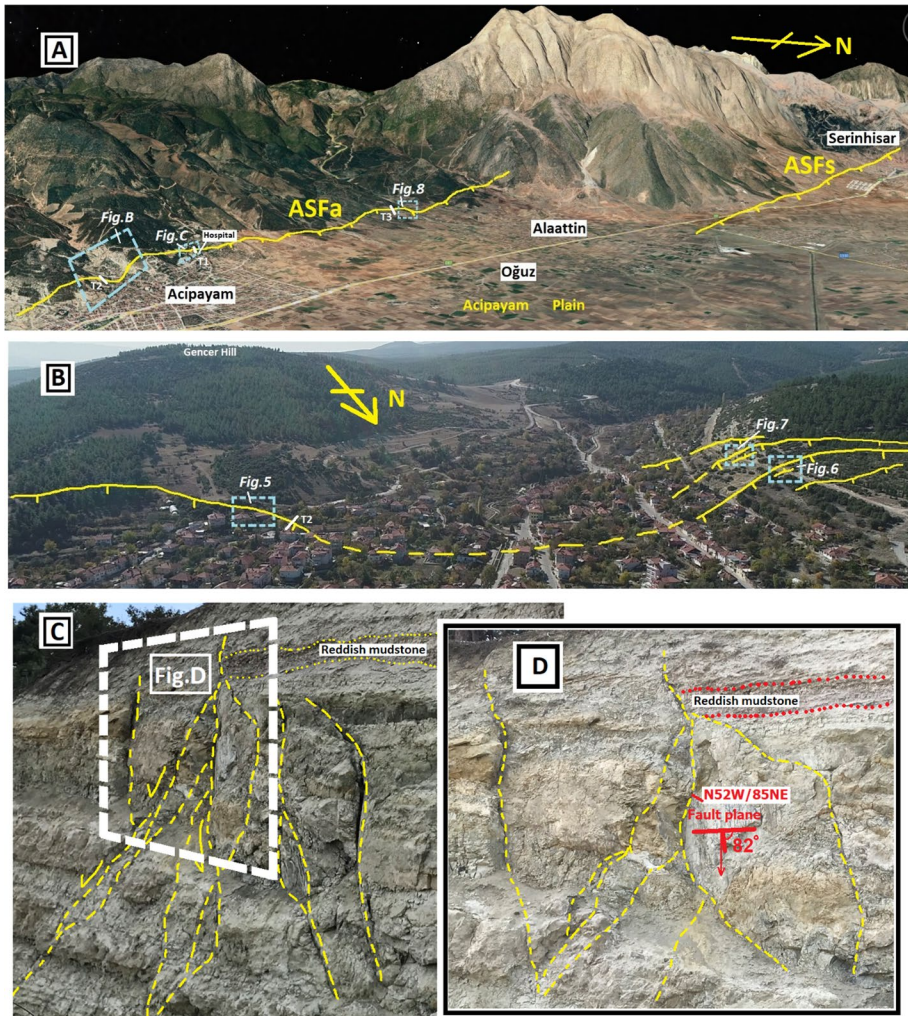 A
N
Serinhisar
ASFs
Fig.8
ASFa
T3
Fig.B
Fig.C
Hospital
T1
Alaattin
T2
Acipayam
Oğuz
Acipayam Plain
Gencer Hill
B
N
Fig.7
Fig.6
Fig.5
T2
C
Reddish mudstone
Fig.D
D
Reddish mudstone
N52W/85NE
Fault plane
82°